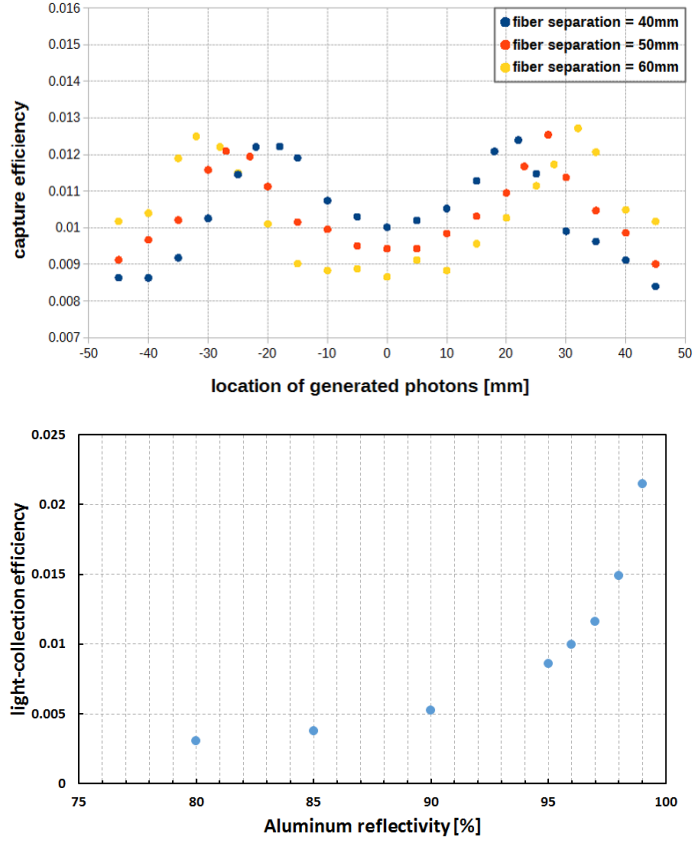 0.016
0.015
0.014
0.013
0.012
0.011
0.01
0.009
0.008
0.007
capture efficiency
fiber separation = 40mm
fiber separation = 50mm
fiber separation = 60mm
-50 -40 -30 -20 -10 0 10 20 30 40 50
location of generated photons [mm]
0.025
0.02
0.015
0.01
0.005
0
light-collection efficiency
75 80 85 90 95 100
Aluminum reflectivity [%]